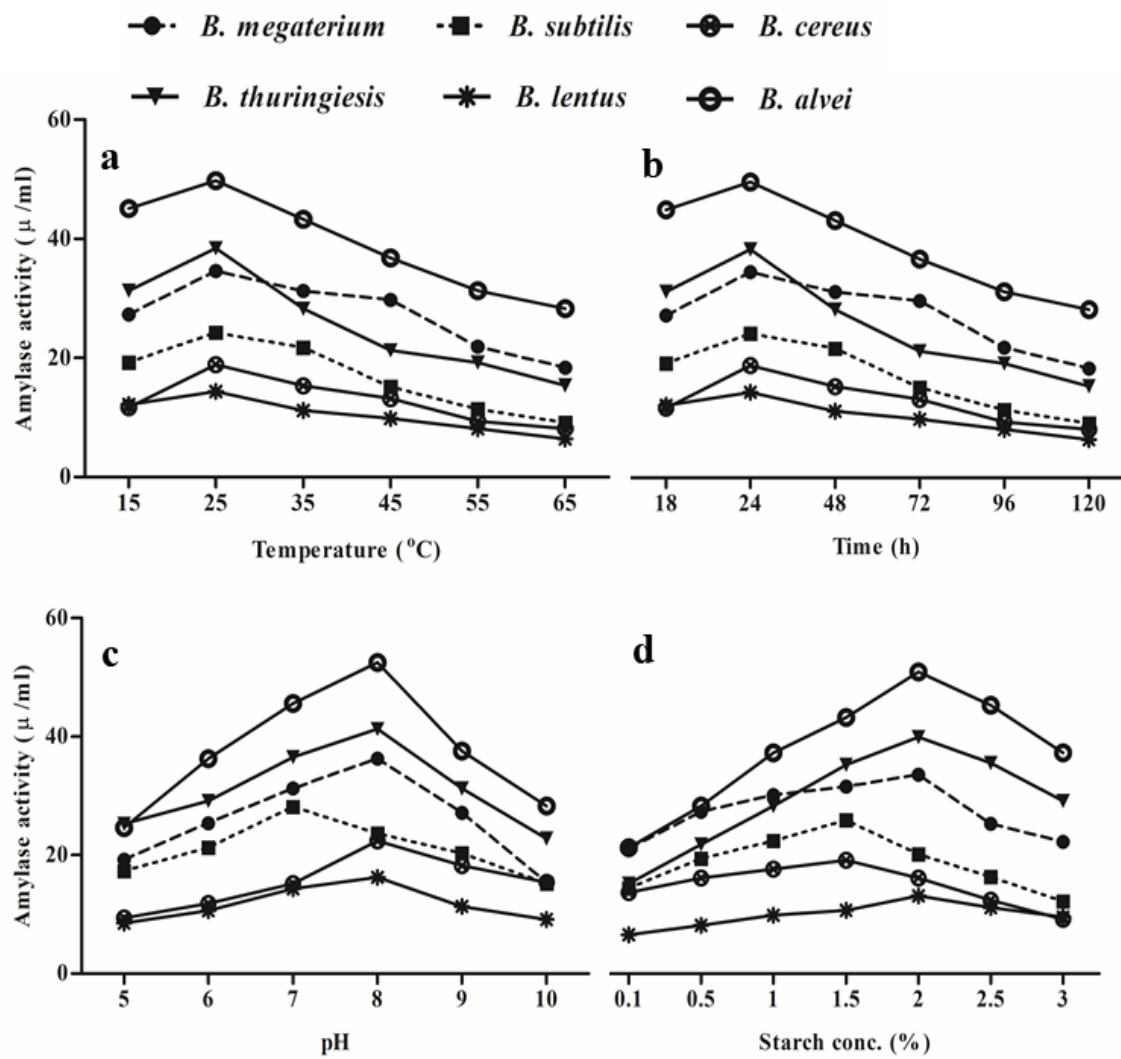 B. megaterium B. subtilis B. cereus
B. thuringiesis B. lentus B. alvei
60
40
20
0
Amylase activity ( μ /ml)
a
15 25 35 45 55 65
Temperature (°C)
b
18 24 48 72 96 120
Time (h)
60
40
20
0
Amylase activity ( μ /ml)
c
5 6 7 8 9 10
pH
d
0.1 0.5 1 1.5 2 2.5 3
Starch conc. (%)